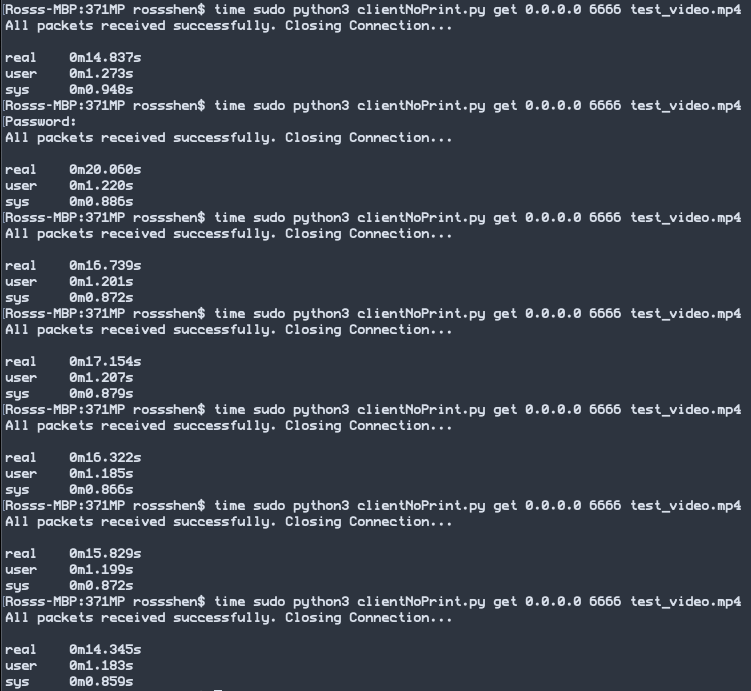 [Rosss-MBP:371MP rossshen$ time sudo python3 clientNoPrint.py get 0.0.0.0 6666 test_video.mp4
All packets received successfully. Closing Connection...
real 0m14.837s
user 0m1.273s
sys 0m0.948s
[Rosss-MBP:371MP rossshen$ time sudo python3 clientNoPrint.py get 0.0.0.0 6666 test_video.mp4
[Password:
All packets received successfully. Closing Connection...
real 0m20.060s
user 0m1.220s
sys 0m0.886s
[Rosss-MBP:371MP rossshen$ time sudo python3 clientNoPrint.py get 0.0.0.0 6666 test_video.mp4
All packets received successfully. Closing Connection...
real 0m16.739s
user 0m1.201s
sys 0m0.872s
[Rosss-MBP:371MP rossshen$ time sudo python3 clientNoPrint.py get 0.0.0.0 6666 test_video.mp4
All packets received successfully. Closing Connection...
real 0m17.154s
user 0m1.207s
sys 0m0.879s
[Rosss-MBP:371MP rossshen$ time sudo python3 clientNoPrint.py get 0.0.0.0 6666 test_video.mp4
All packets received successfully. Closing Connection...
real 0m16.322s
user 0m1.185s
sys 0m0.866s
[Rosss-MBP:371MP rossshen$ time sudo python3 clientNoPrint.py get 0.0.0.0 6666 test_video.mp4
All packets received successfully. Closing Connection...
real 0m15.829s
user 0m1.199s
sys 0m0.872s
[Rosss-MBP:371MP rossshen$ time sudo python3 clientNoPrint.py get 0.0.0.0 6666 test_video.mp4
All packets received successfully. Closing Connection...
real 0m14.345s
user 0m1.183s
sys 0m0.859s